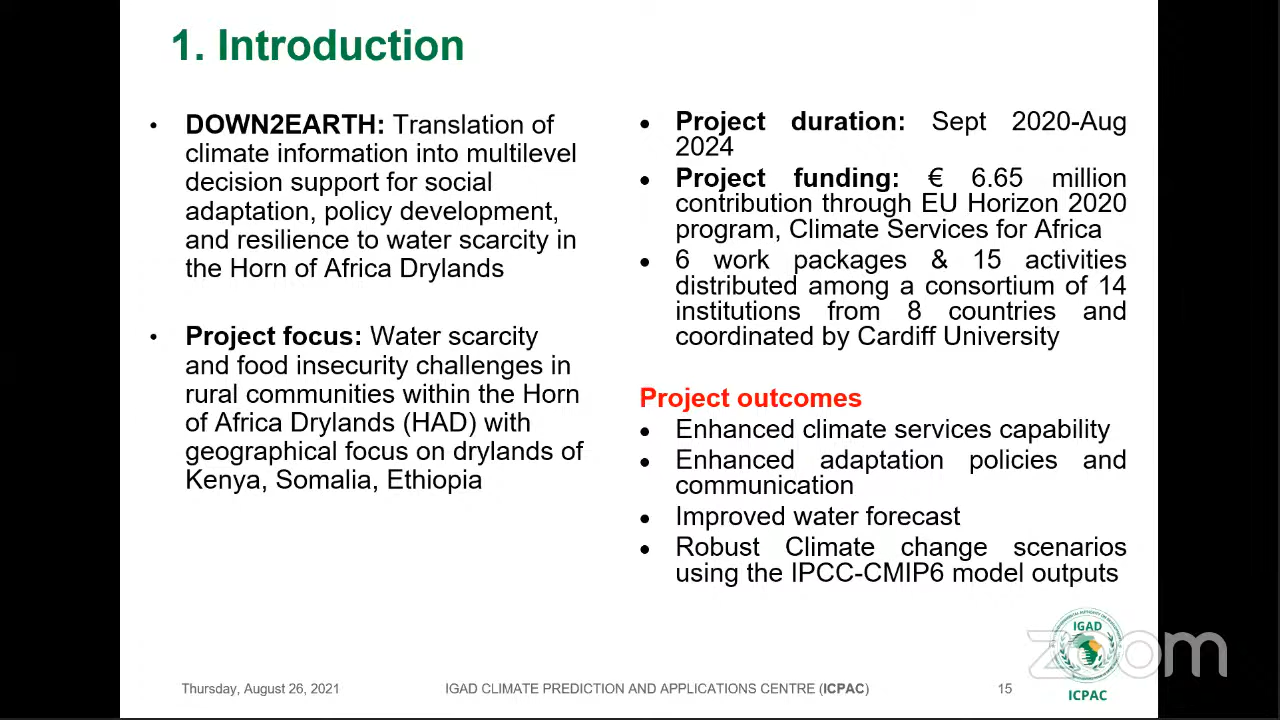 1. Introduction
• DOWN2EARTH: Translation of
climate information into multilevel
decision support for social
adaptation, policy development,
and resilience to water scarcity in
the Horn of Africa Drylands
• Project focus: Water scarcity
and food insecurity challenges in
rural communities within the Horn
of Africa Drylands (HAD) with
geographical focus on drylands of
Kenya, Somalia, Ethiopia
• Project duration: Sept 2020-Aug
2024
• Project funding: € 6.65 million
contribution through EU Horizon 2020
program, Climate Services for Africa
• 6 work packages & 15 activities
distributed among a consortium of 14
institutions from 8 countries and
coordinated by Cardiff University
Project outcomes
• Enhanced climate services capability
• Enhanced adaptation policies and
communication
• Improved water forecast
• Robust Climate change scenarios
using the IPCC-CMIP6 model outputs
IGAD
zoom
ICPAC
Thursday, August 26, 2021
IGAD CLIMATE PREDICTION AND APPLICATIONS CENTRE (ICPAC)
15